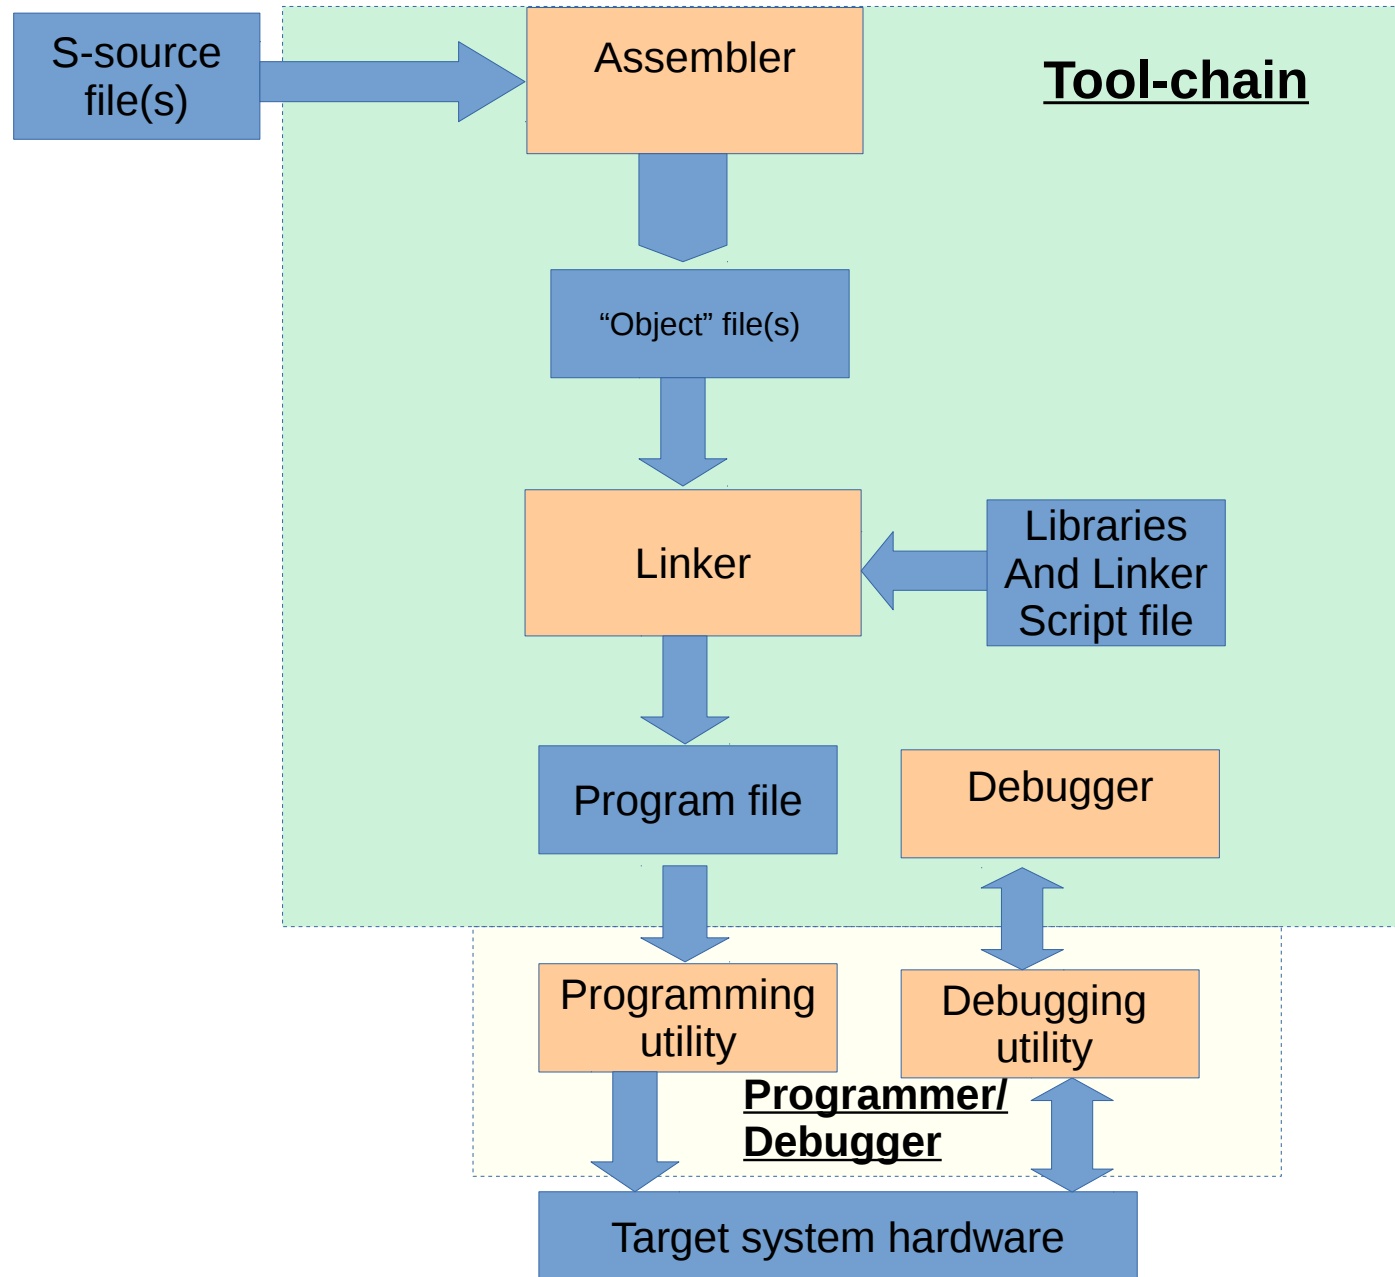 S-source
file(s)
Assembler
Tool-chain
“Object” file(s)
Linker
Libraries
And Linker
Script file
Program file
Debugger
Programming
utility
Debugging
utility
Programmer/
Debugger
Target system hardware